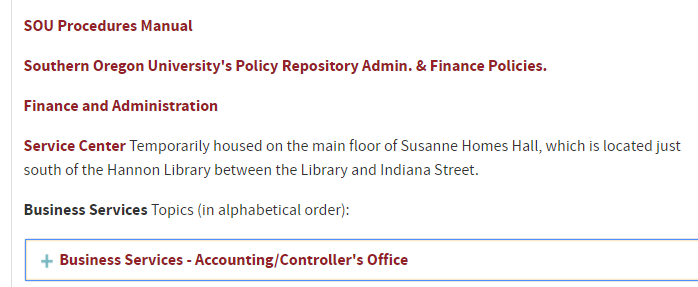 SOU Procedures Manual
Southern Oregon University's Policy Repository Admin. & Finance Policies.
Finance and Administration
Service Center Temporarily housed on the main floor of Susanne Homes Hall, which is located just
south of the Hannon Library between the Library and Indiana Street.
Business Services Topics (in alphabetical order):
+ Business Services - Accounting/Controller's Office